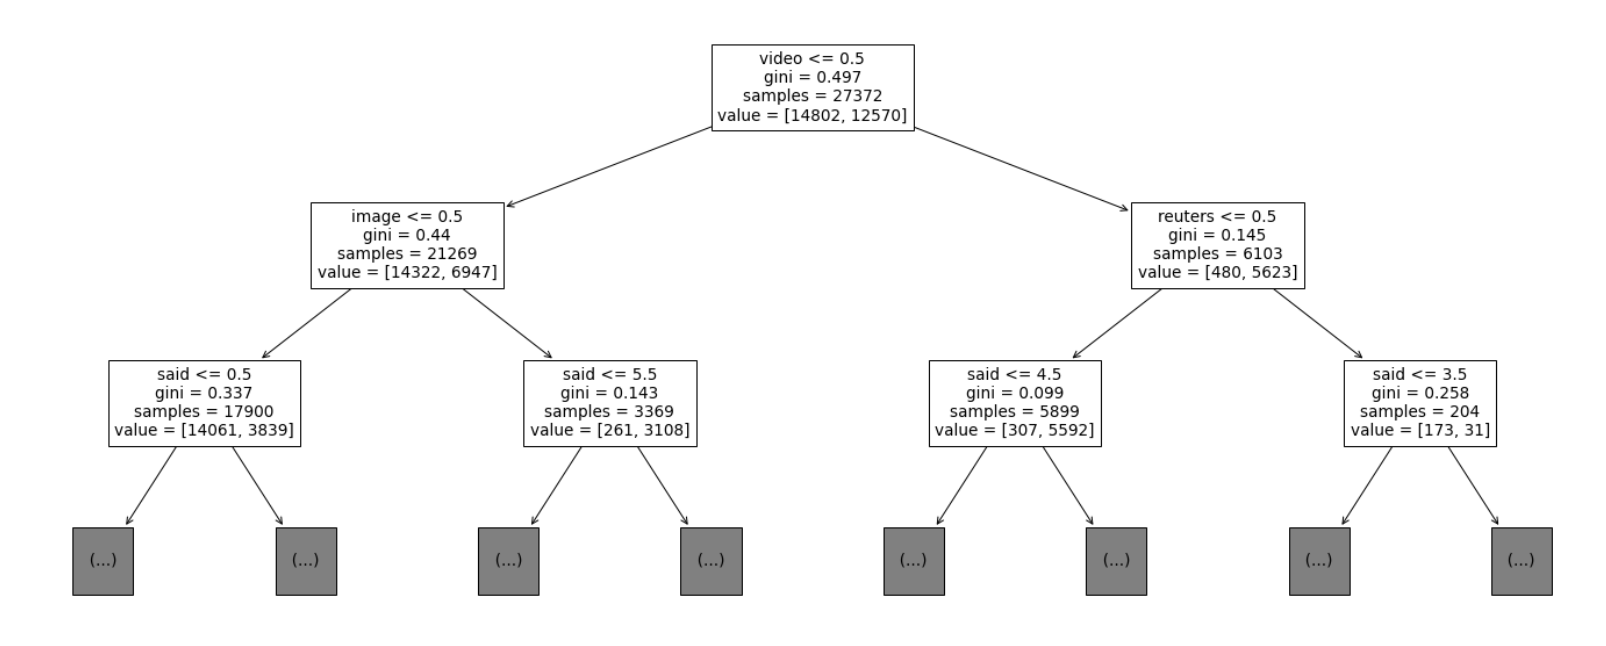 video <= 0.5
gini = 0.497
samples = 27372
value = [14802, 12570]
image <= 0.5
gini = 0.44
samples = 21269
value = [14322, 6947]
reuters <= 0.5
gini = 0.145
samples = 6103
value = [480, 5623]
said <= 0.5
gini = 0.337
samples = 17900
value = [14061, 3839]
said <= 5.5
gini = 0.143
samples = 3369
value = [261, 3108]
said <= 4.5
gini = 0.099
samples = 5899
value = [307, 5592]
said <= 3.5
gini = 0.258
samples = 204
value = [173, 31]
(...)
(...)
(...)
(...)
(...)
(...)
(...)
(...)